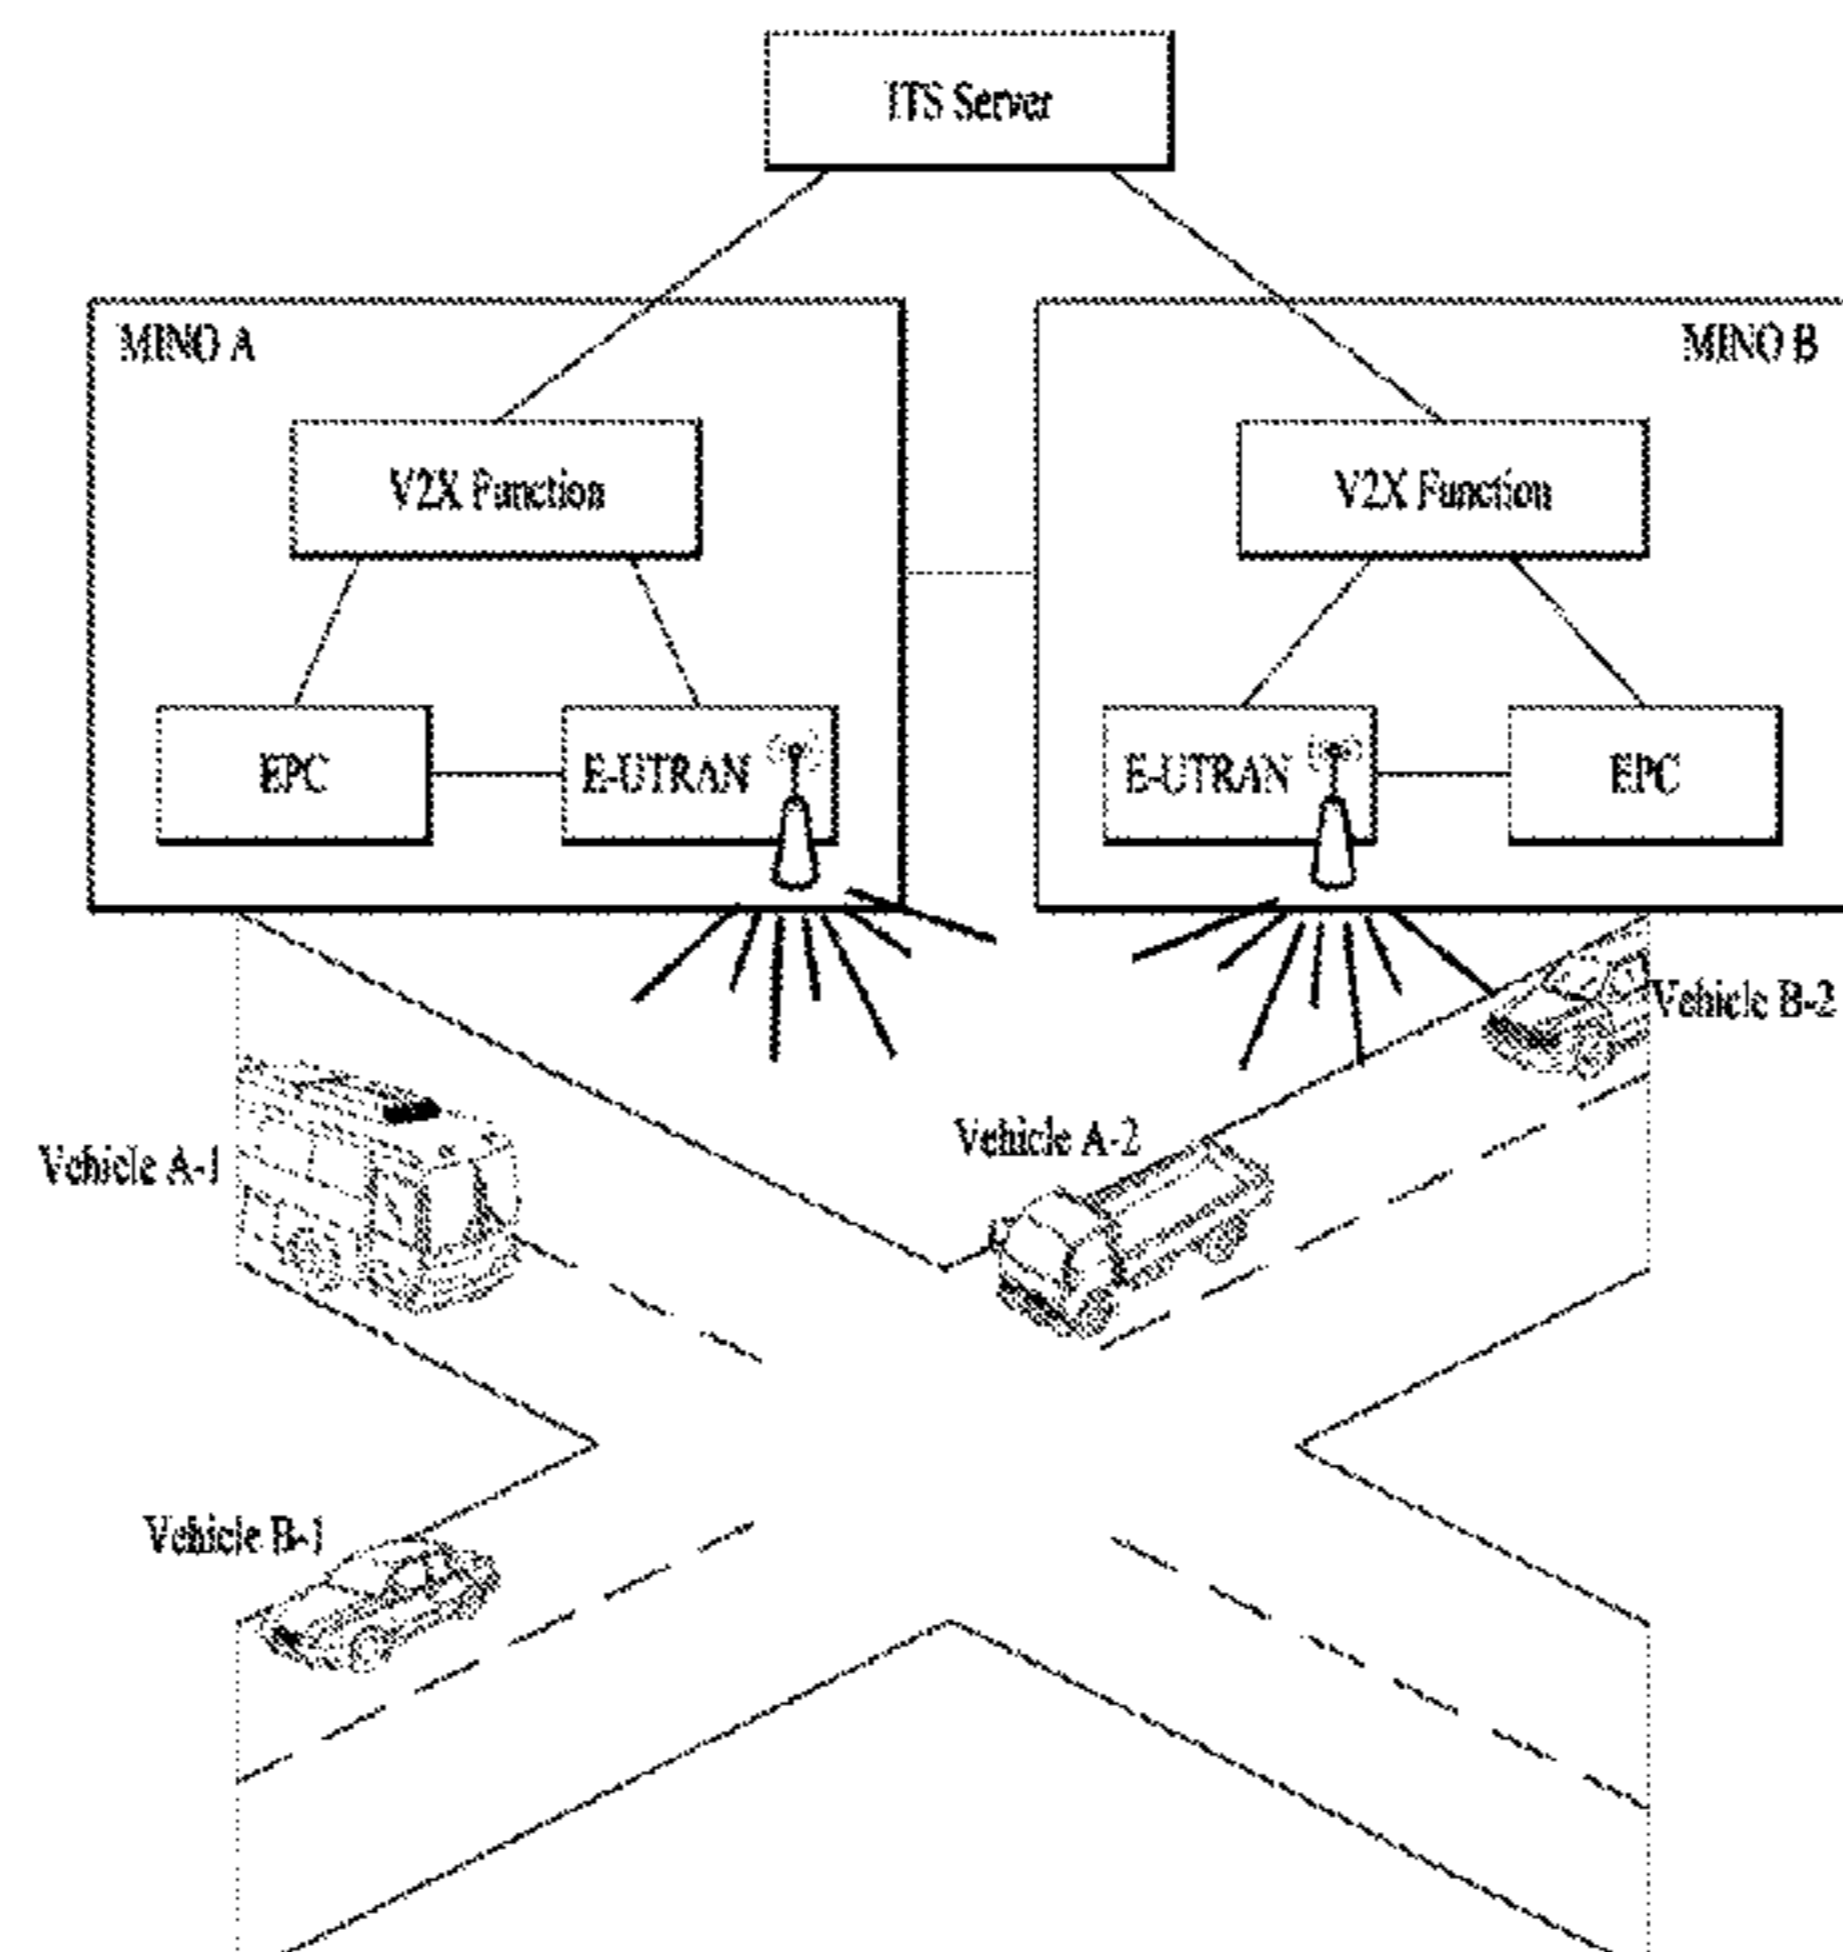 ITS Server
MNO A
MNO B
V2X Function
V2X Function
EPC
E-UTRAN
E-UTRAN
EPC
Vehicle B-2
Vehicle A-2
Vehicle A-1
Vehicle B-1